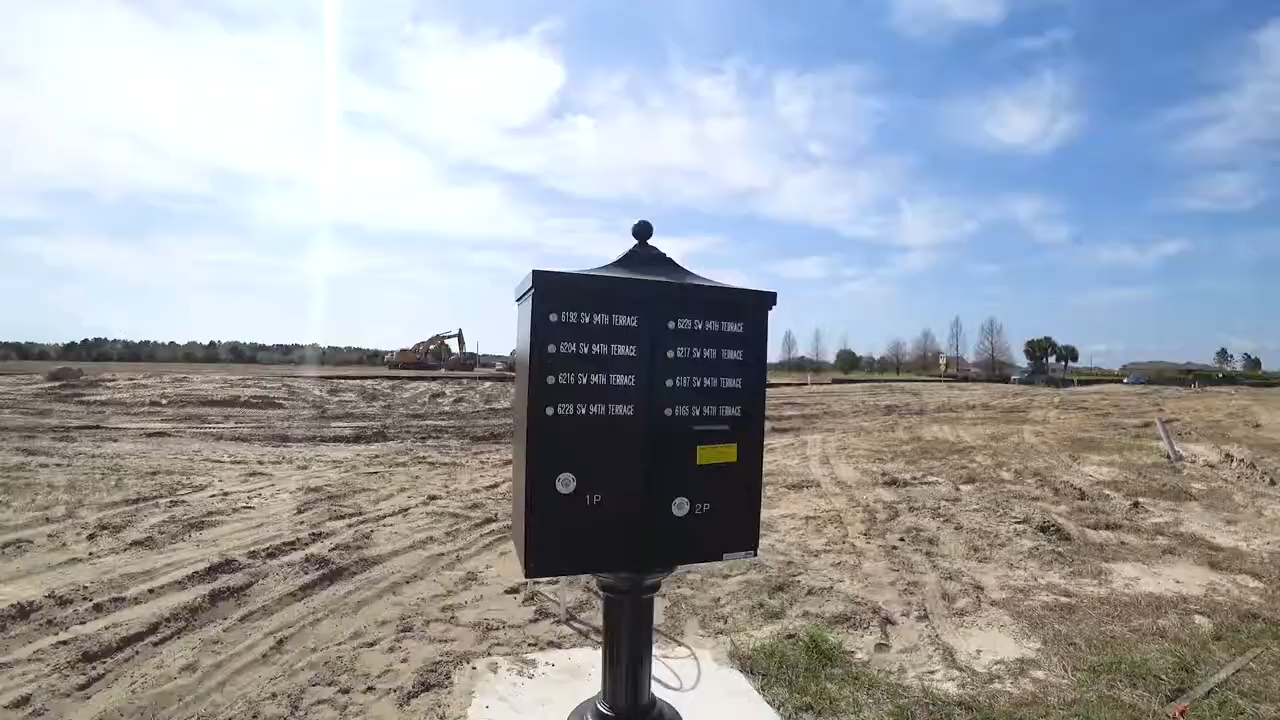 6192 SW 94TH TERRACE
6204 SW 94TH TERRACE
6216 SW 94TH TERRACE
6228 SW 94TH TERRACE
1P
6229 SW 94TH TERRACE
6217 SW 94TH TERRACE
6187 SW 94TH TERRACE
6165 SW 94TH TERRACE
2P